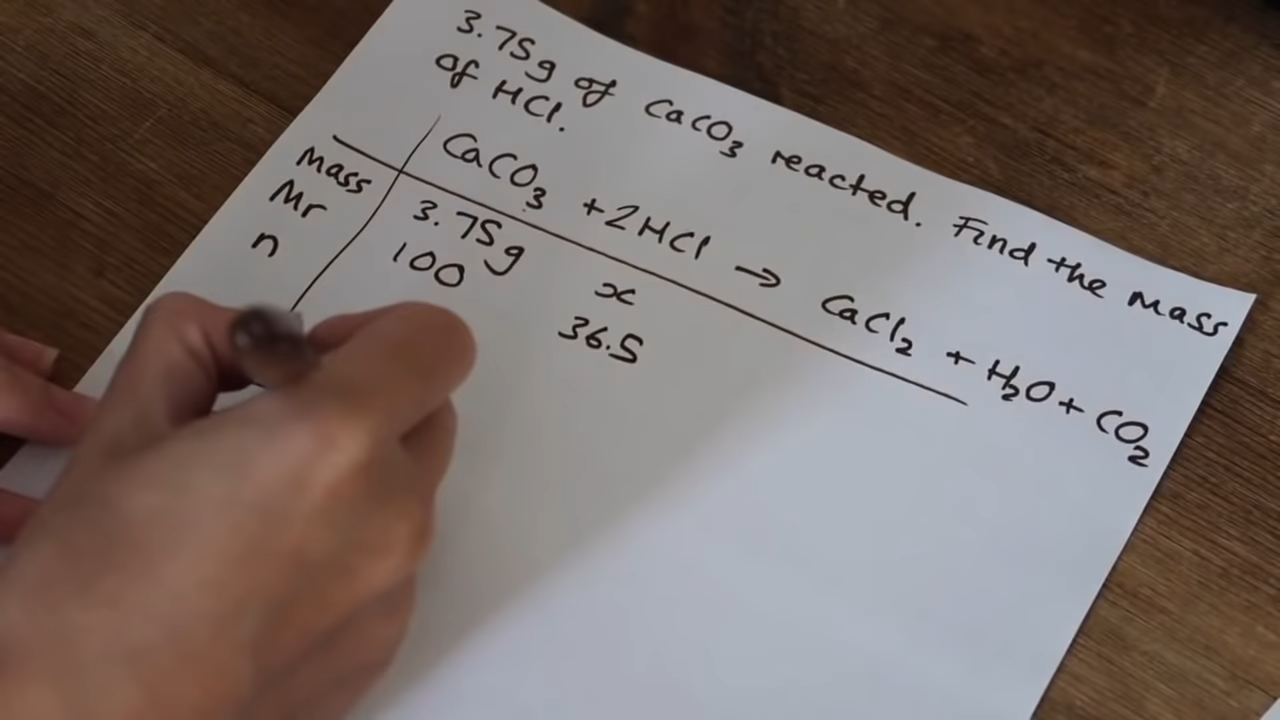 3.75g of CaCO₃ reacted. Find the mass
of HCl.
CaCO₃ + 2HCl → CaCl₂ + H₂O + CO₂
mass 3.75g x
Mr 100 36.5
n